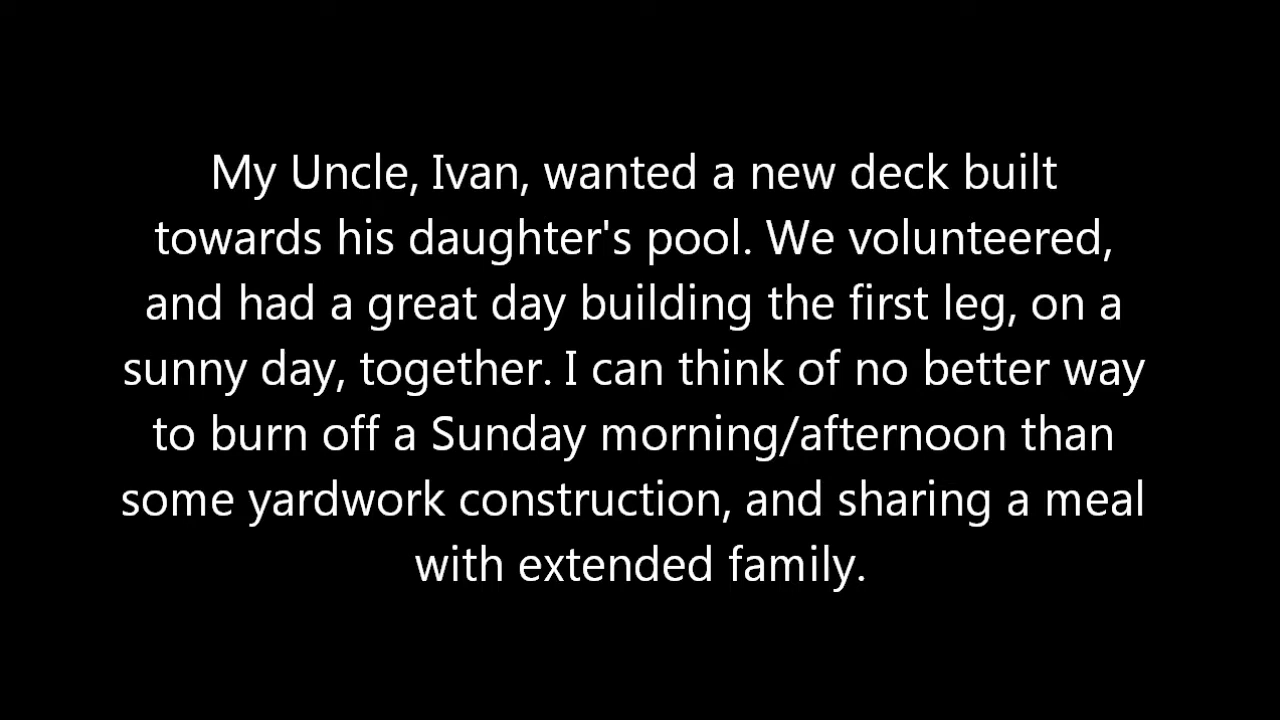 My Uncle, Ivan, wanted a new deck built
towards his daughter's pool. We volunteered,
and had a great day building the first leg, on a
sunny day, together. I can think of no better way
to burn off a Sunday morning/afternoon than
some yardwork construction, and sharing a meal
with extended family.